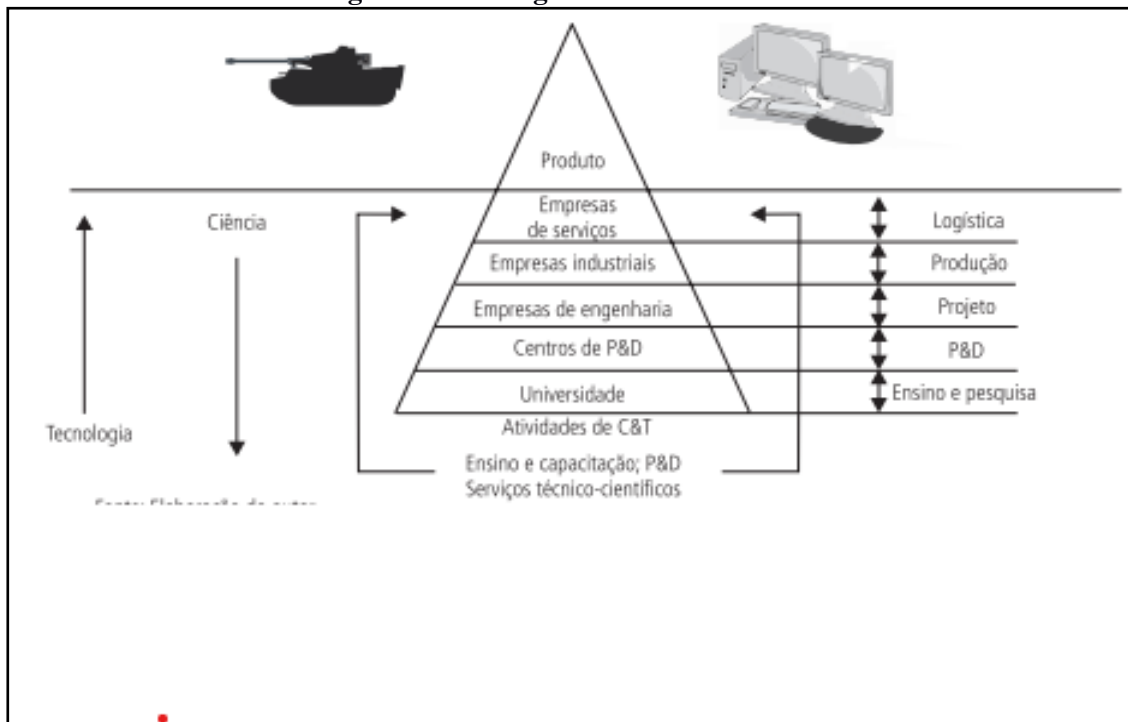 Produto
Ciência
Tecnologia
Empresas
de serviços
Empresas industriais
Empresas de engenharia
Centros de P&D
Universidade
Atividades de C&T
Ensino e capacitação; P&D
Serviços técnico-científicos
Logística
Produção
Projeto
P&D
Ensino e pesquisa